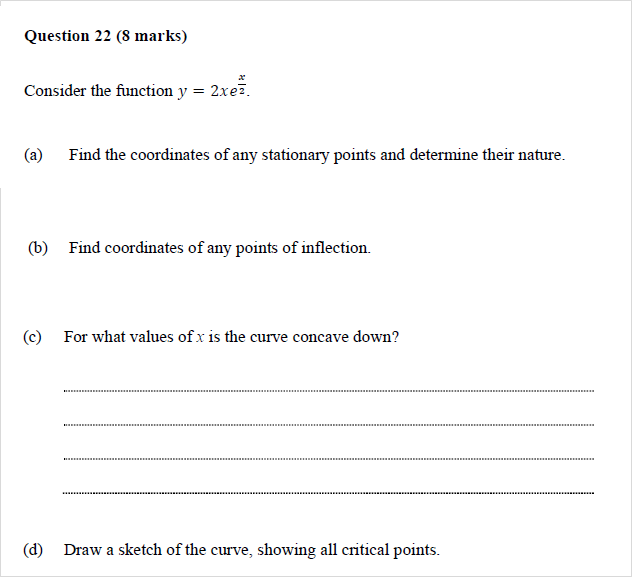 Question 22 (8 marks)
Consider the function y = 2xe^{x/2}.
(a) Find the coordinates of any stationary points and determine their nature.
(b) Find coordinates of any points of inflection.
(c) For what values of x is the curve concave down?
(d) Draw a sketch of the curve, showing all critical points.